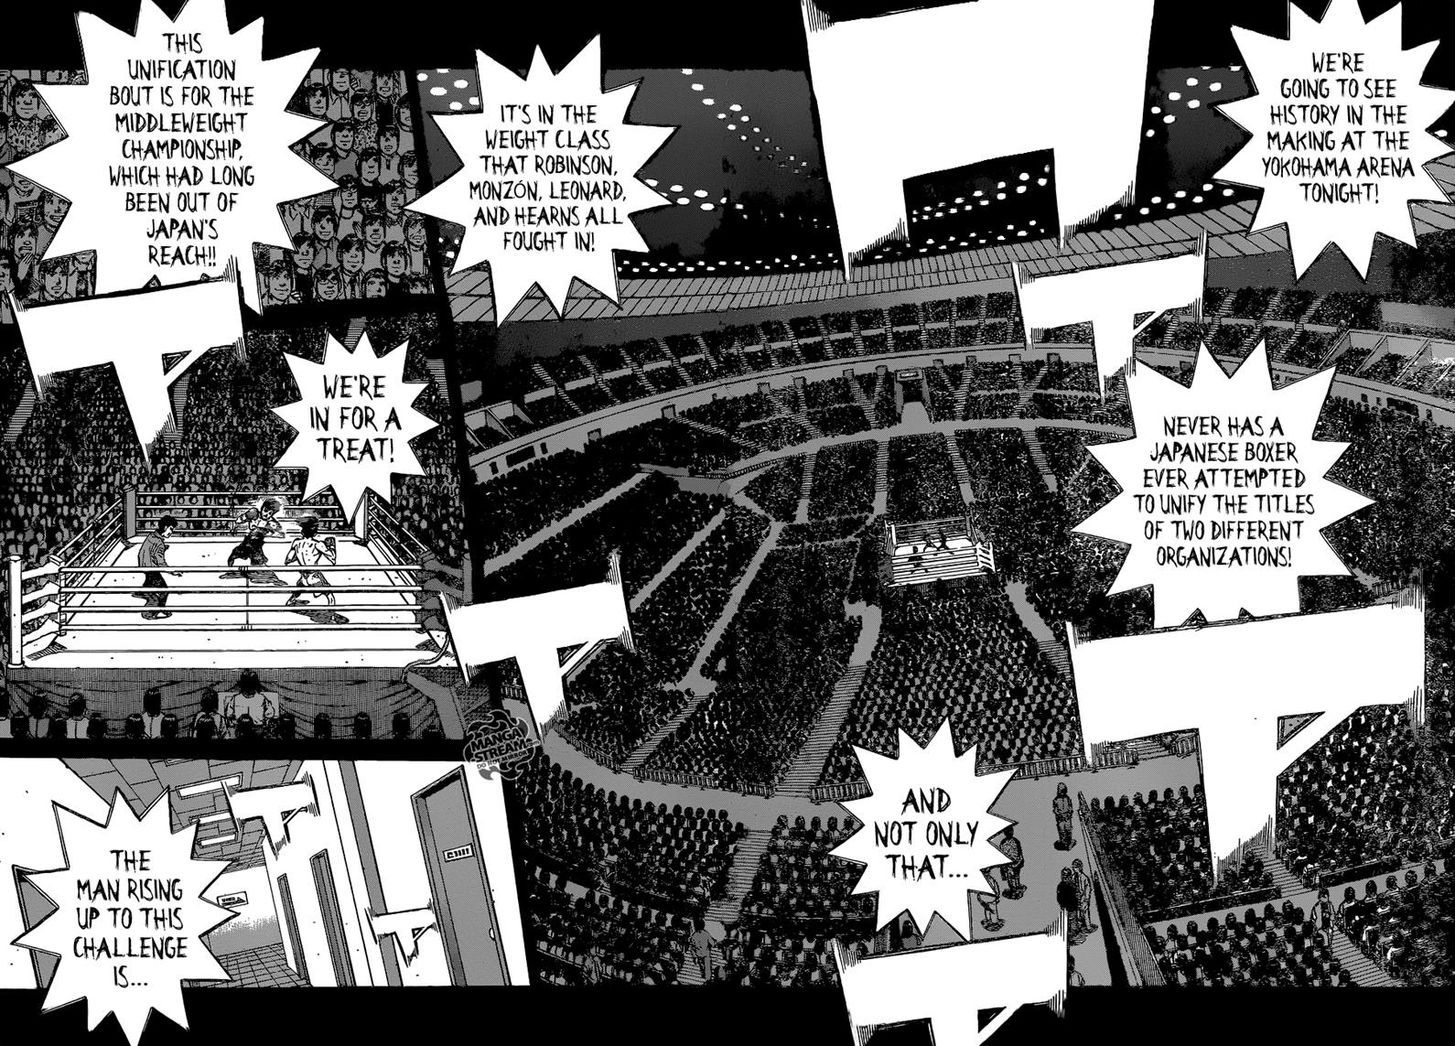 WE'RE
GOING TO SEE
HISTORY IN THE
MAKING AT THE
YOKOHAMA ARENA
TONIGHT!
NEVER HAS A
JAPANESE BOXER
EVER ATTEMPTED
TO UNIFY THE TITLES
OF TWO DIFFERENT
ORGANIZATIONS!
AND
NOT ONLY
THAT...
IT'S IN THE
WEIGHT CLASS
THAT ROBINSON,
MONZÓN, LEONARD,
AND HEARNS ALL
FOUGHT IN!
THIS
UNIFICATION
BOUT IS FOR THE
MIDDLEWEIGHT
CHAMPIONSHIP,
WHICH HAD LONG
BEEN OUT OF
JAPAN'S
REACH!!
WE'RE
IN FOR A
TREAT!
THE
MAN RISING
UP TO THIS
CHALLENGE
IS...
MANGA
STREAM